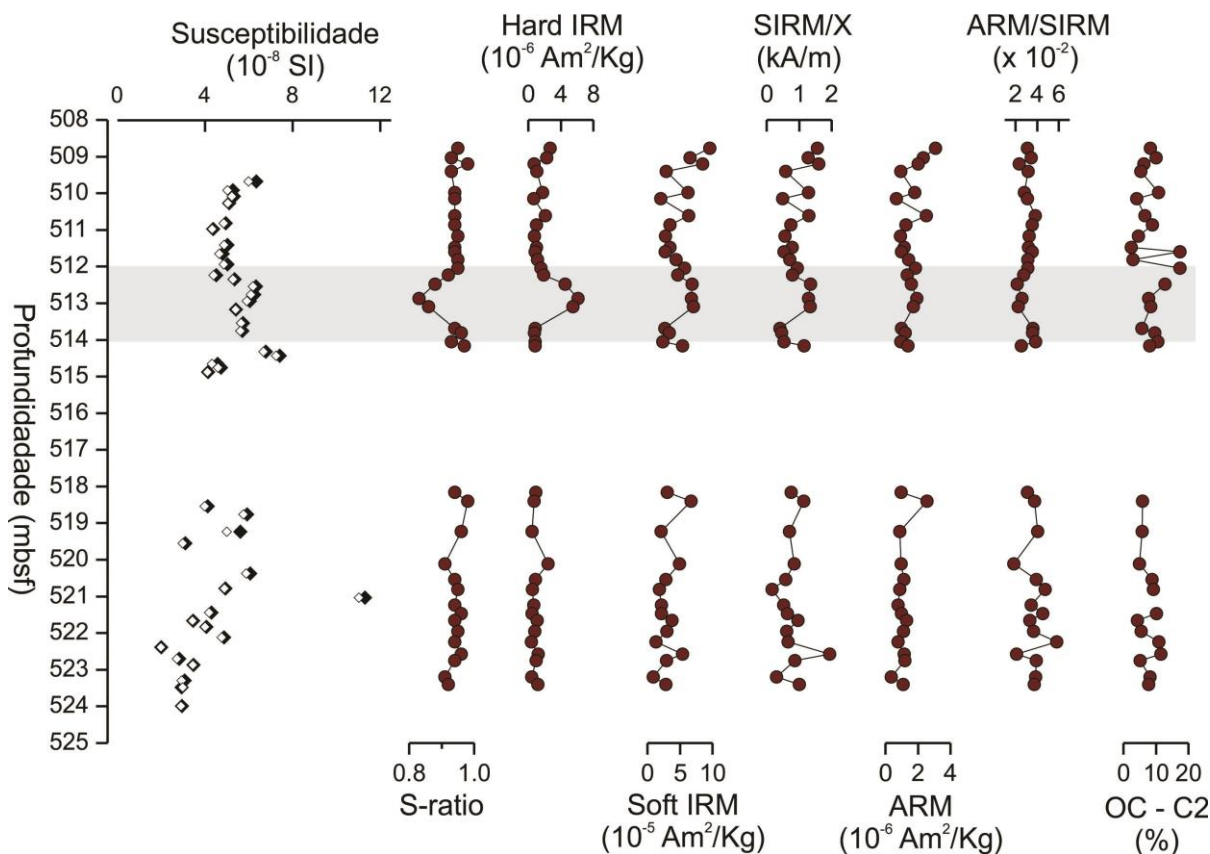 Susceptibilidade
(10⁻⁸ SI)
0 4 8 12
Hard IRM
(10⁻⁶ Am²/Kg)
0 4 8
SIRM/X
(kA/m)
0 1 2
ARM/SIRM
(x 10⁻²)
2 4 6
Profundidadade (mbsf)
508
509
510
511
512
513
514
515
516
517
518
519
520
521
522
523
524
525
0.8 1.0
S-ratio
0 5 10
Soft IRM
(10⁻⁵ Am²/Kg)
0 2 4
ARM
(10⁻⁶ Am²/Kg)
0 10 20
OC - C2
(%)